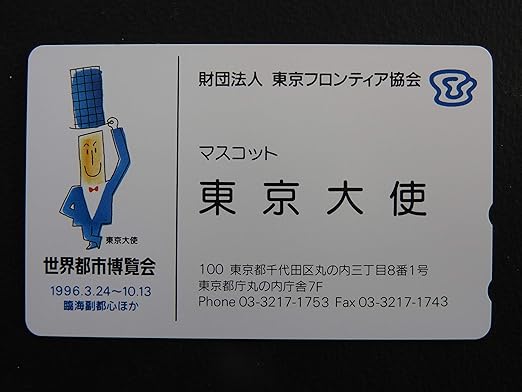 東京大使
世界都市博覧会
1996.3.24〜10.13
臨海副都心ほか
財団法人 東京フロンティア協会
マスコット
東京大使
100 東京都千代田区丸の内三丁目8番1号
東京都庁丸の内庁舎7F
Phone 03-3217-1753 Fax 03-3217-1743